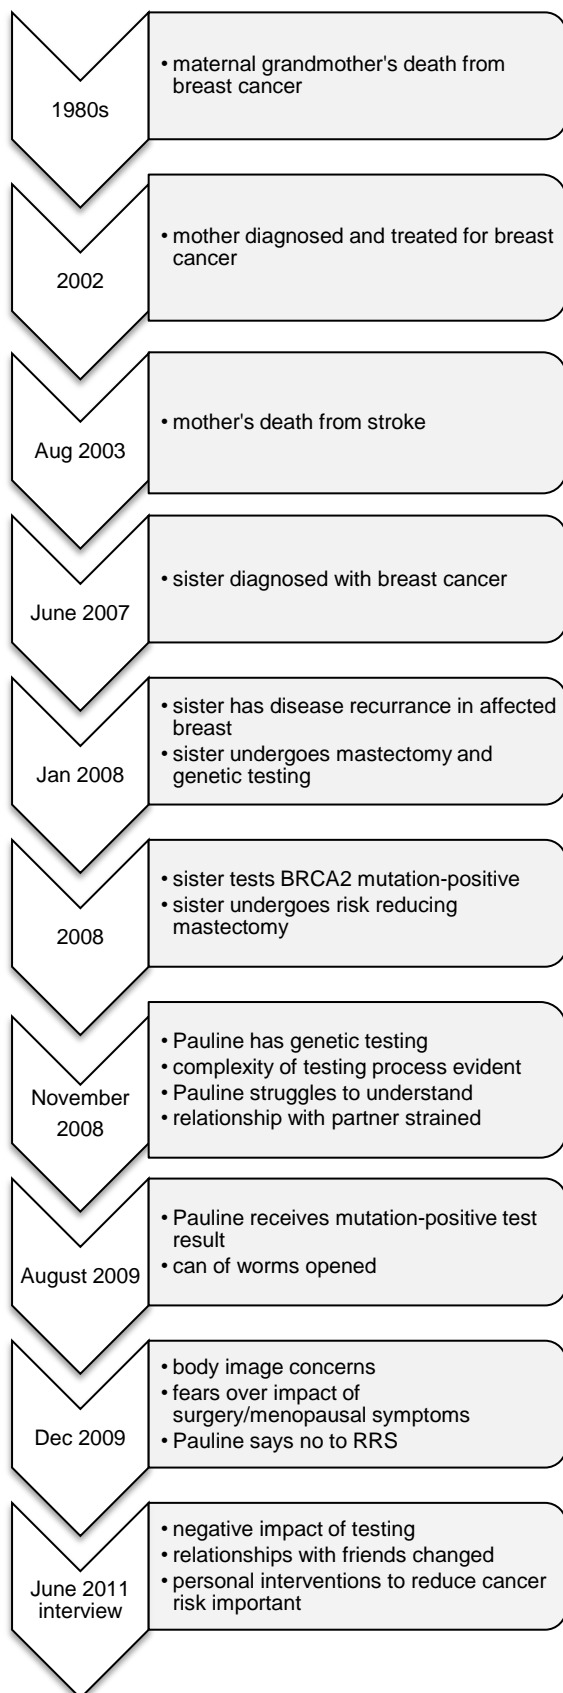 1980s
• maternal grandmother's death from
breast cancer
2002
• mother diagnosed and treated for breast
cancer
Aug 2003
• mother's death from stroke
June 2007
• sister diagnosed with breast cancer
Jan 2008
• sister has disease recurrance in affected
breast
• sister undergoes mastectomy and
genetic testing
2008
• sister tests BRCA2 mutation-positive
• sister undergoes risk reducing
mastectomy
November
2008
• Pauline has genetic testing
• complexity of testing process evident
• Pauline struggles to understand
• relationship with partner strained
August 2009
• Pauline receives mutation-positive test
result
• can of worms opened
Dec 2009
• body image concerns
• fears over impact of
surgery/menopausal symptoms
• Pauline says no to RRS
June 2011
interview
• negative impact of testing
• relationships with friends changed
• personal interventions to reduce cancer
risk important